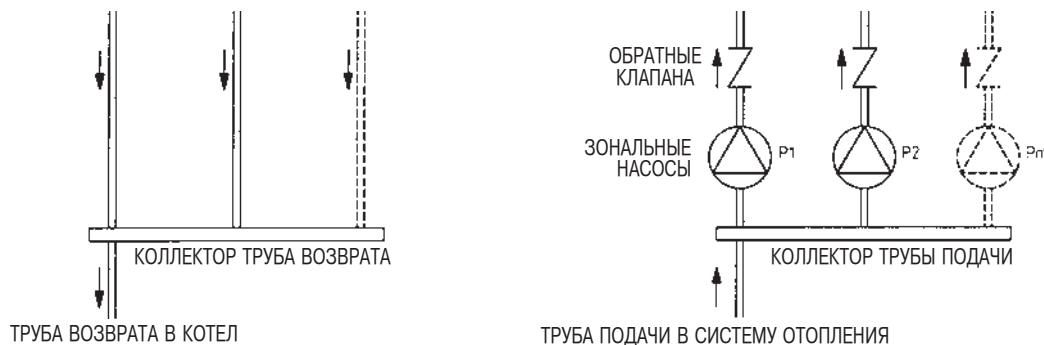 ОБРАТНЫЕ
КЛАПАНА
ЗОНАЛЬНЫЕ
НАСОСЫ
P1
P2
Pn
КОЛЛЕКТОР ТРУБА ВОЗВРАТА
КОЛЛЕКТОР ТРУБЫ ПОДАЧИ
ТРУБА ВОЗВРАТА В КОТЕЛ
ТРУБА ПОДАЧИ В СИСТЕМУ ОТОПЛЕНИЯ